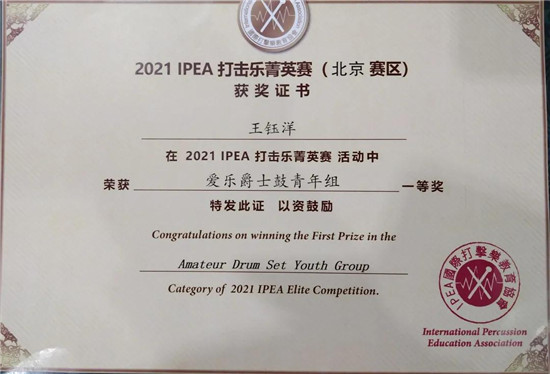 2021 IPEA 打击乐菁英赛（北京 赛区）
获奖证书
王钰洋
在 2021 IPEA 打击乐菁英赛 活动中
荣获 爱乐爵士鼓青年组 一等奖
特发此证 以资鼓励
Congratulations on winning the First Prize in the
Amateur Drum Set Youth Group
Category of 2021 IPEA Elite Competition.
IPEA國際打擊樂教育協會
International Percussion
Education Association